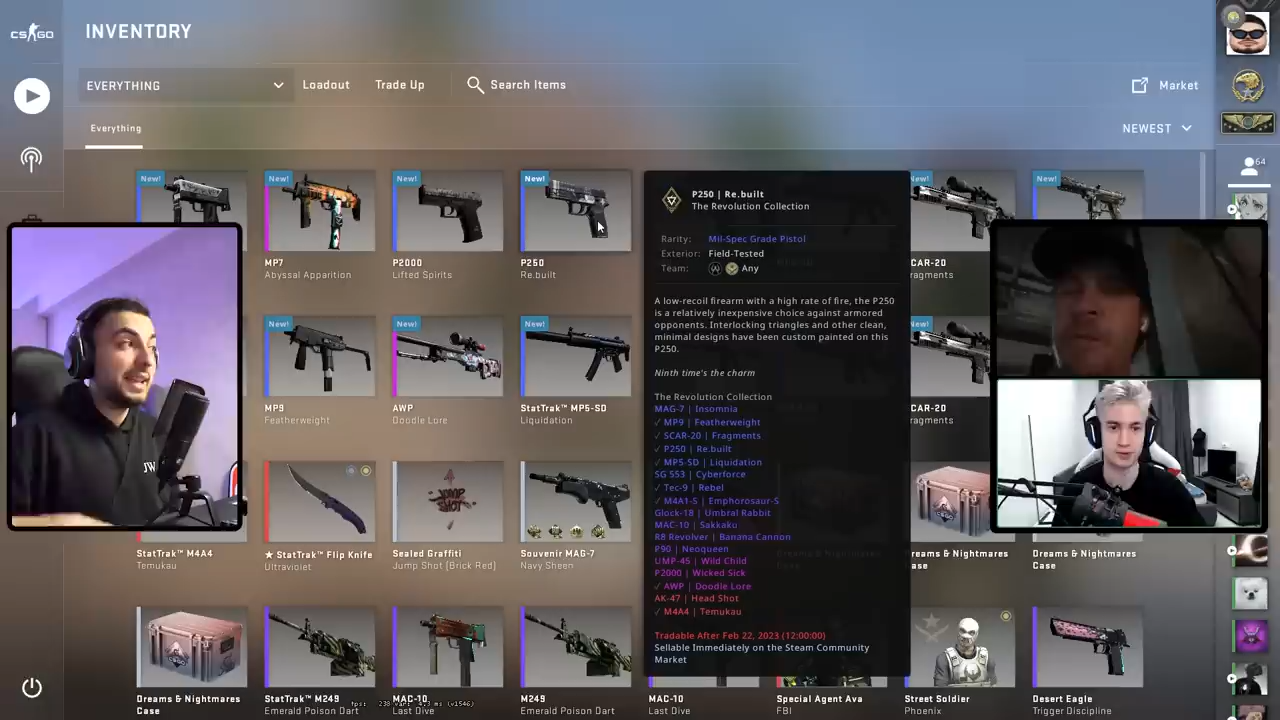 CS GO
INVENTORY
EVERYTHING
Loadout
Trade Up
Search Items
Market
Everything
NEWEST
64
New!
New!
New!
New!
New!
New!
MP7
Abyssal Apparition
P2000
Lifted Spirits
P250
Re.built
SCAR-20
Fragments
New!
New!
New!
New!
MP9
Featherweight
AWP
Doodle Lore
StatTrak™ MP5-SD
Liquidation
SCAR-20
Fragments
P250 | Re.built
The Revolution Collection
Rarity: Mil-Spec Grade Pistol
Exterior: Field-Tested
Team: Any
A low-recoil firearm with a high rate of fire, the P250
is a relatively inexpensive choice against armored
opponents. Interlocking triangles and other clean,
minimal designs have been custom painted on this
P250.
Ninth time's the charm
The Revolution Collection
MAG-7 | Insomnia
✓ MP9 | Featherweight
✓ SCAR-20 | Fragments
✓ P250 | Re.built
✓ MP5-SD | Liquidation
SG 553 | Cyberforce
✓ Tec-9 | Rebel
✓ M4A1-S | Emphorosaur-S
Glock-18 | Umbral Rabbit
MAC-10 | Sakkaku
R8 Revolver | Banana Cannon
P90 | Neoqueen
UMP-45 | Wild Child
P2000 | Wicked Sick
✓ AWP | Doodle Lore
AK-47 | Head Shot
✓ M4A4 | Temukau
Tradable After Feb 22, 2023 (12:00:00)
Sellable Immediately on the Steam Community
Market
JW
StatTrak™ M4A4
Temukau
★ StatTrak™ Flip Knife
Ultraviolet
JUMP
SHOT
Sealed Graffiti
Jump Shot (Brick Red)
Souvenir MAG-7
Navy Sheen
Dreams & Nightmares
Case
Dreams & Nightmares
Case
Dreams & Nightmares
Case
StatTrak™ M249
Emerald Poison Dart
MAC-10
Last Dive
M249
Emerald Poison Dart
MAC-10
Last Dive
Special Agent Ava
FBI
Street Soldier
Phoenix
Desert Eagle
Trigger Discipline